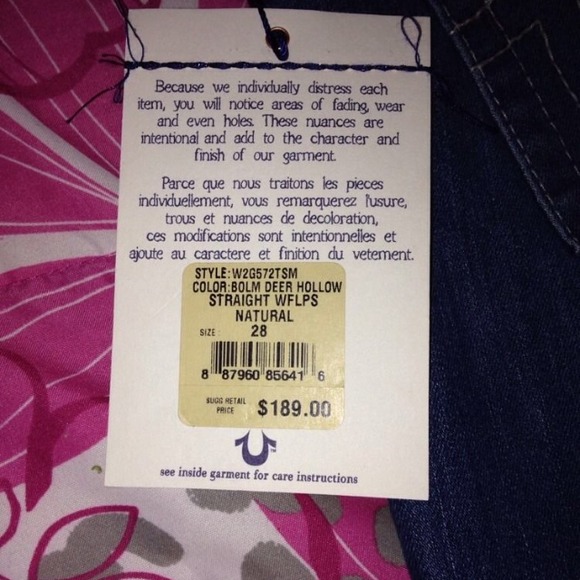 Because we individually distress each
item, you will notice areas of fading, wear
and even holes. These nuances are
intentional and add to the character and
finish of our garment.
Parce que nous traitons les pieces
individuellement, vous remarquerez l'usure,
trous et nuances de decoloration,
ces modifications sont intentionnelles et
ajoute au caractere et finition du vetement.
STYLE:W2G572TSM
COLOR:BOLM DEER HOLLOW
STRAIGHT WFLPS
NATURAL
SIZE: 28
8 87960 85641 6
SUGG RETAIL
PRICE $189.00
TM
see inside garment for care instructions